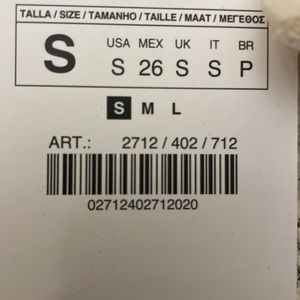 TALLA / SIZE / TAMANHO / TAILLE / MAAT / ΜΕΓΕΘΟΣ
S
USA MEX UK IT BR
S 26 S S P
S M L
ART.: 2712 / 402 / 712
02712402712020